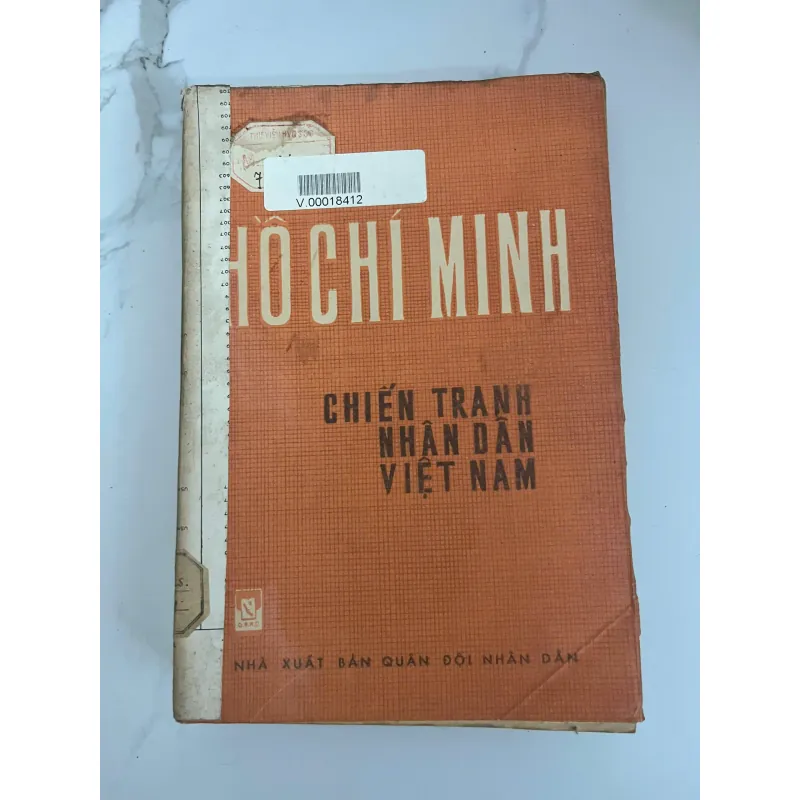 V.00018412
HỒ CHÍ MINH
CHIẾN TRANH
NHÂN DÂN
VIỆT NAM
NHÀ XUẤT BẢN QUÂN ĐỘI NHÂN DÂN